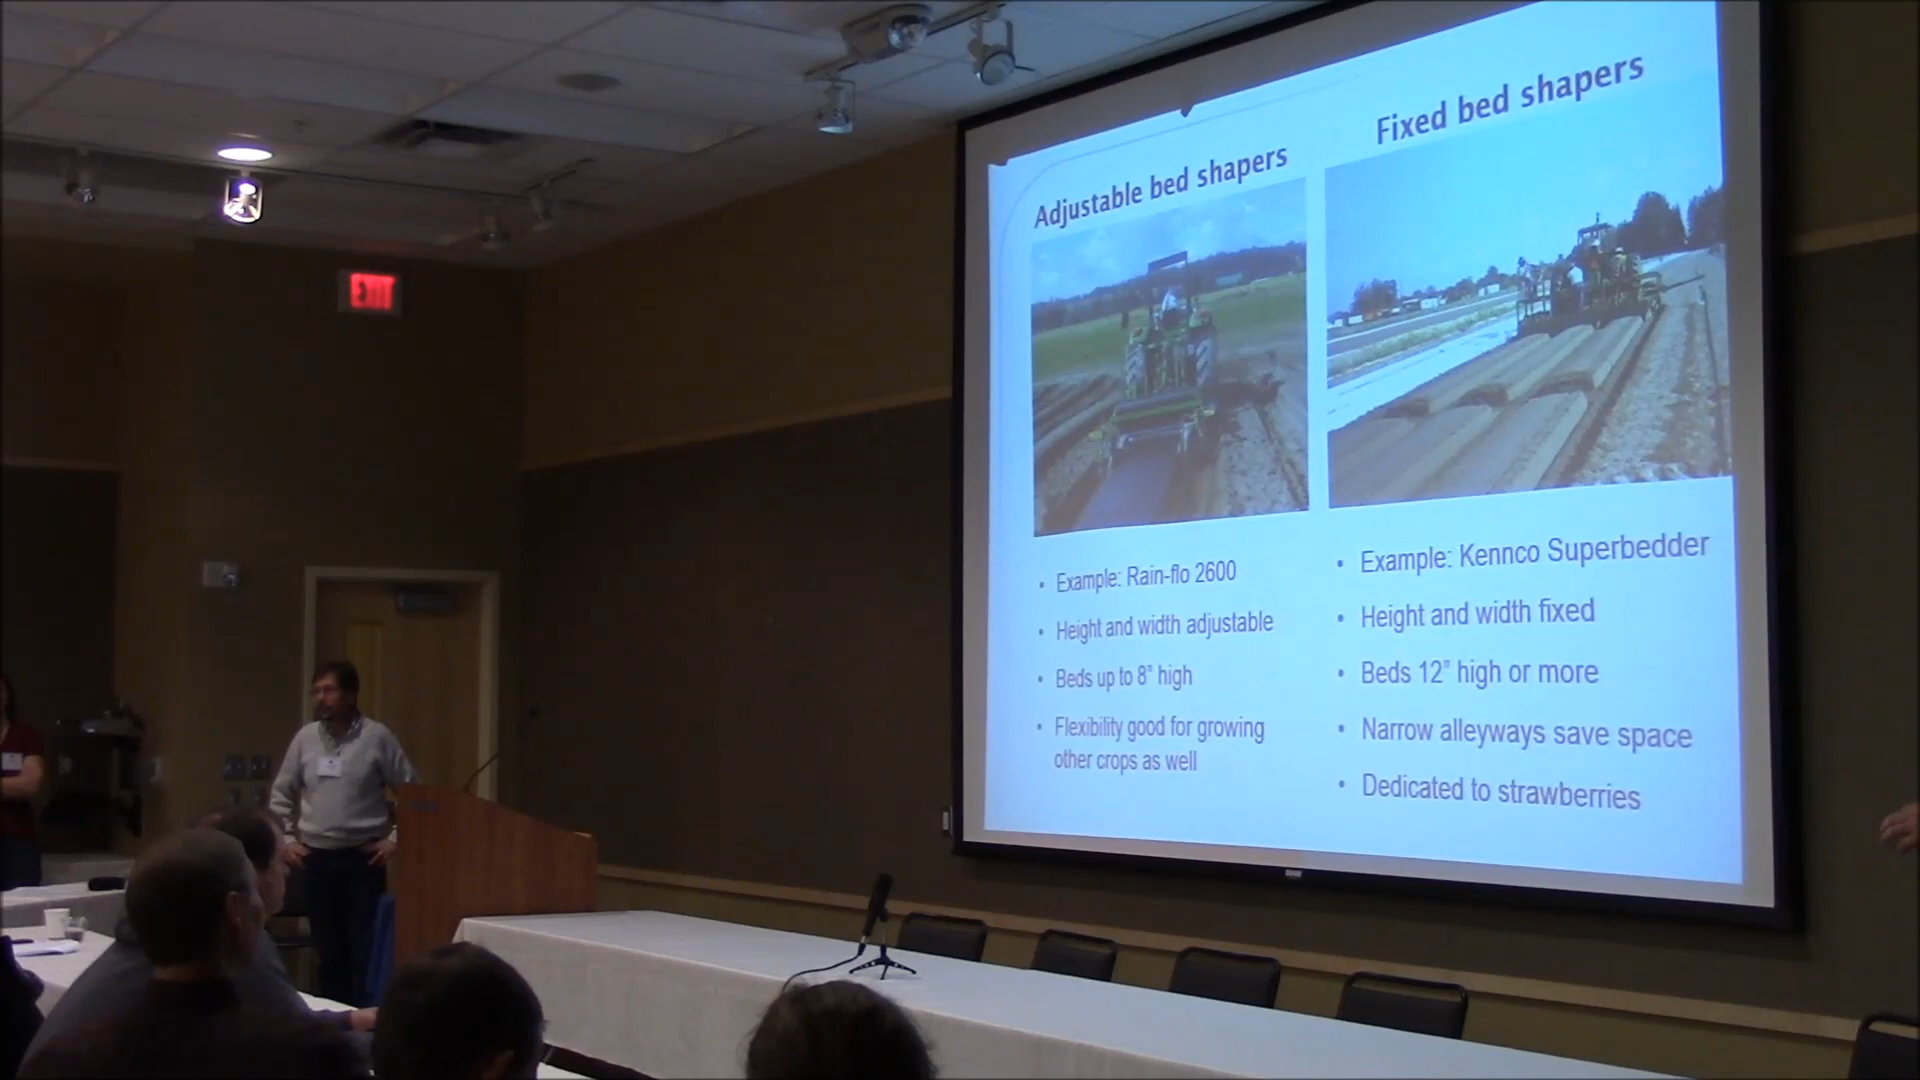 EXIT
Adjustable bed shapers
• Example: Rain-flo 2600
• Height and width adjustable
• Beds up to 8" high
• Flexibility good for growing
other crops as well
Fixed bed shapers
• Example: Kennco Superbedder
• Height and width fixed
• Beds 12" high or more
• Narrow alleyways save space
• Dedicated to strawberries